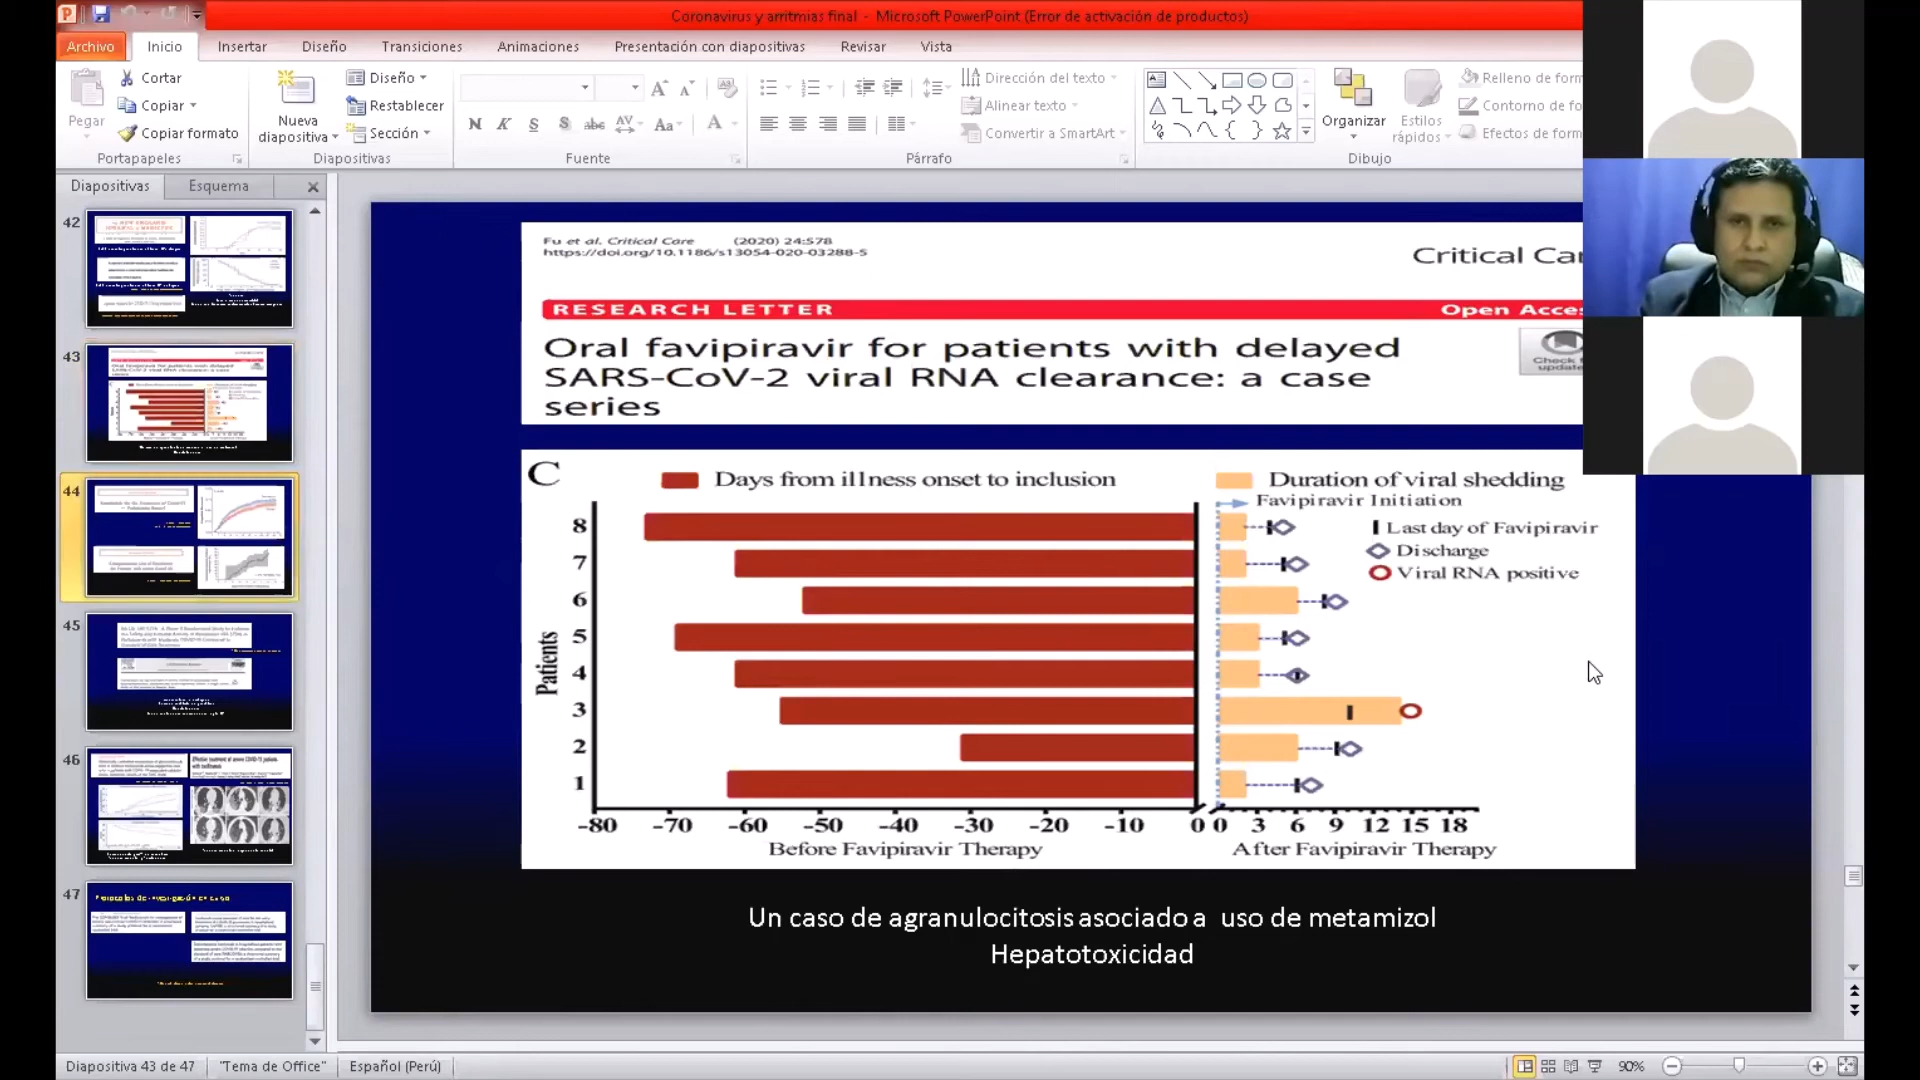 Coronavirus y arritmias final - Microsoft PowerPoint (Error de activación de productos)
Archivo Inicio Insertar Diseño Transiciones Animaciones Presentación con diapositivas Revisar Vista
Pegar
Cortar
Copiar
Copiar formato
Portapapeles
Nueva diapositiva
Diseño
Restablecer
Sección
Diapositivas
N K S S abc AV Aa A
Fuente
Dirección del texto
Alinear texto
Convertir a SmartArt
Párrafo
Organizar
Estilos rápidos
Relleno de form
Contorno de fo
Efectos de form
Dibujo
Diapositivas Esquema
42
43
44
45
46
47
Fu et al. Critical Care (2020) 24:578
https://doi.org/10.1186/s13054-020-03288-5
Critical Car
RESEARCH LETTER Open Acces
Oral favipiravir for patients with delayed
SARS-CoV-2 viral RNA clearance: a case
series
Check f
update
C
Days from illness onset to inclusion
Duration of viral shedding
Favipiravir Initiation
Last day of Favipiravir
Discharge
Viral RNA positive
Patients
8
7
6
5
4
3
2
1
-80 -70 -60 -50 -40 -30 -20 -10 0 0 3 6 9 12 15 18
Before Favipiravir Therapy After Favipiravir Therapy
Un caso de agranulocitosis asociado a uso de metamizol
Hepatotoxicidad
Diapositiva 43 de 47 "Tema de Office" Español (Perú) 90%